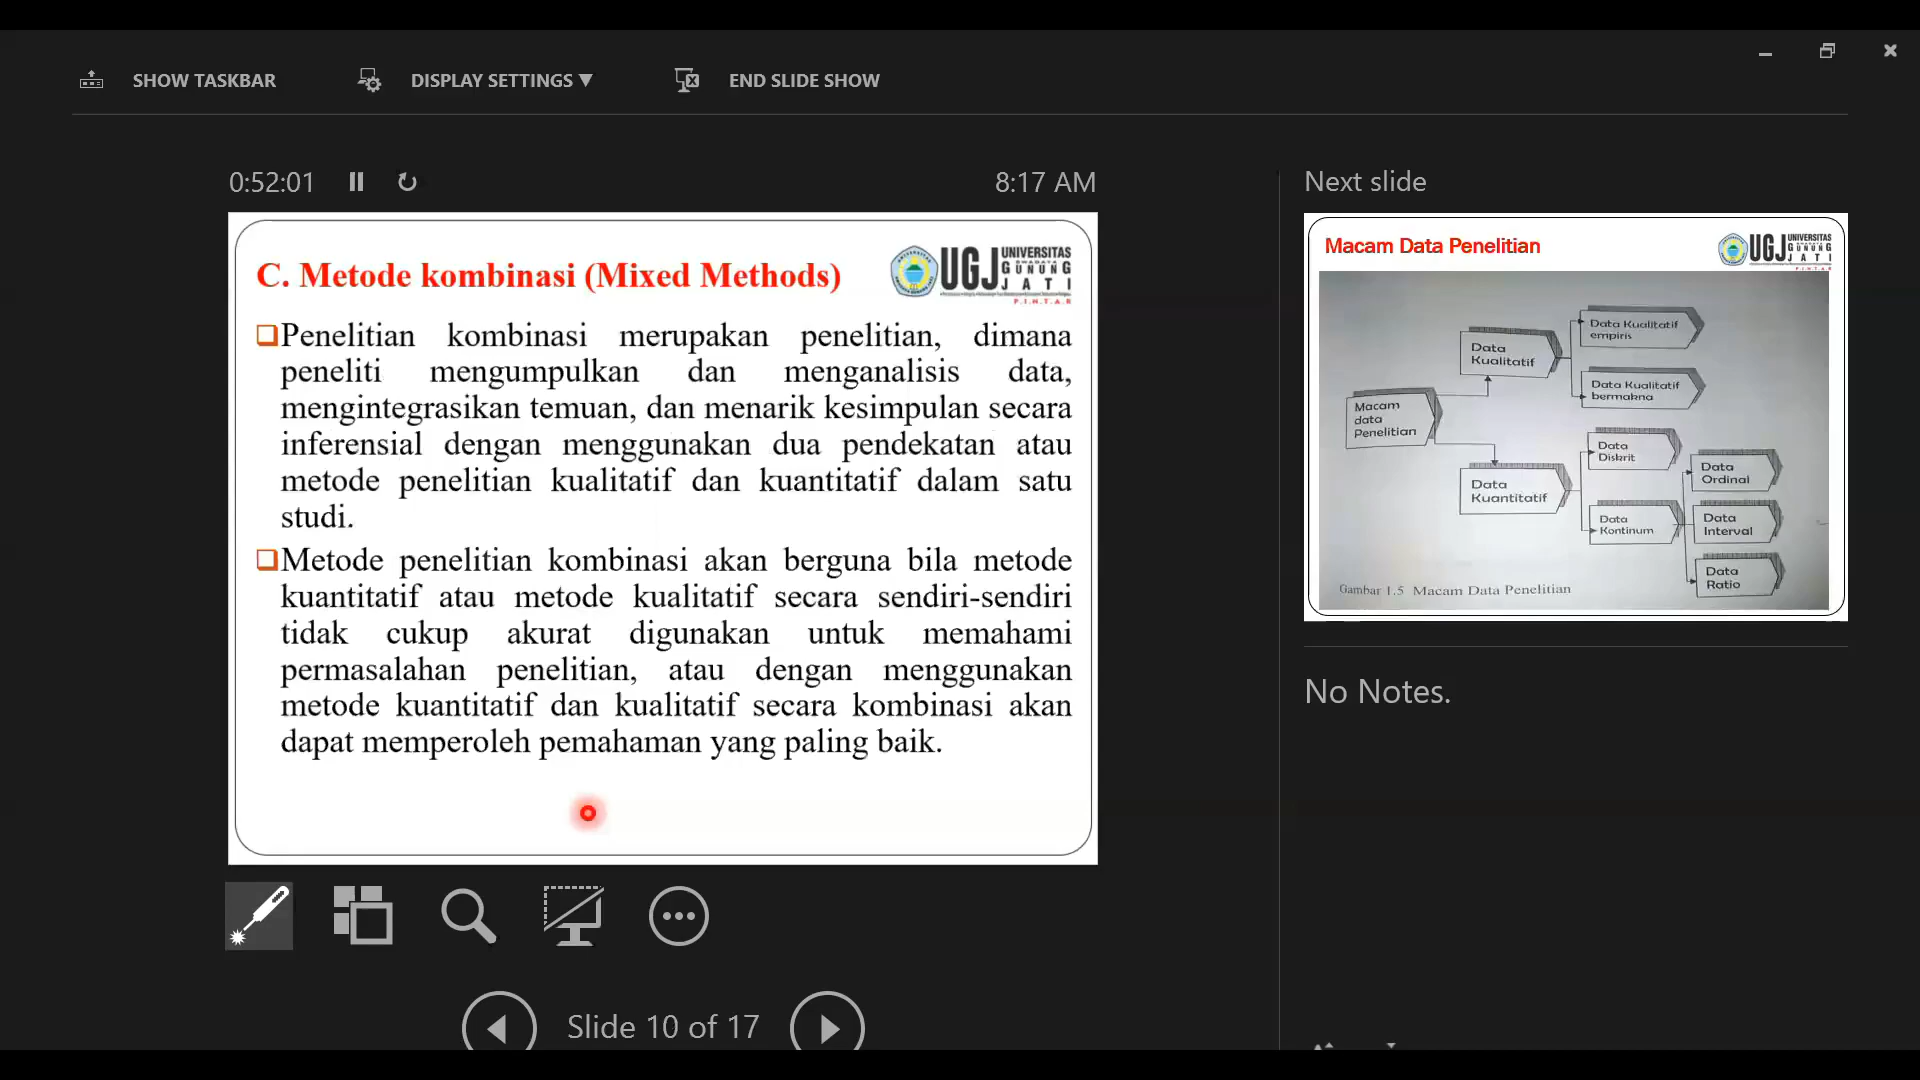 SHOW TASKBAR
DISPLAY SETTINGS ▼
END SLIDE SHOW
0:52:01
8:17 AM
C. Metode kombinasi (Mixed Methods)
UGJ UNIVERSITAS
SWADAYA
GUNUNG
JATI
P.I.N.T.A.R
Penelitian kombinasi merupakan penelitian, dimana
peneliti mengumpulkan dan menganalisis data,
mengintegrasikan temuan, dan menarik kesimpulan secara
inferensial dengan menggunakan dua pendekatan atau
metode penelitian kualitatif dan kuantitatif dalam satu
studi.
Metode penelitian kombinasi akan berguna bila metode
kuantitatif atau metode kualitatif secara sendiri-sendiri
tidak cukup akurat digunakan untuk memahami
permasalahan penelitian, atau dengan menggunakan
metode kuantitatif dan kualitatif secara kombinasi akan
dapat memperoleh pemahaman yang paling baik.
Slide 10 of 17
Next slide
Macam Data Penelitian
UGJ UNIVERSITAS
SWADAYA
GUNUNG
JATI
P.I.N.T.A.R
Macam
data
Penelitian
Data
Kualitatif
Data Kualitatif
empiris
Data Kualitatif
bermakna
Data
Kuantitatif
Data
Diskrit
Data
Kontinum
Data
Ordinal
Data
Interval
Data
Ratio
Gambar 1.5 Macam Data Penelitian
No Notes.